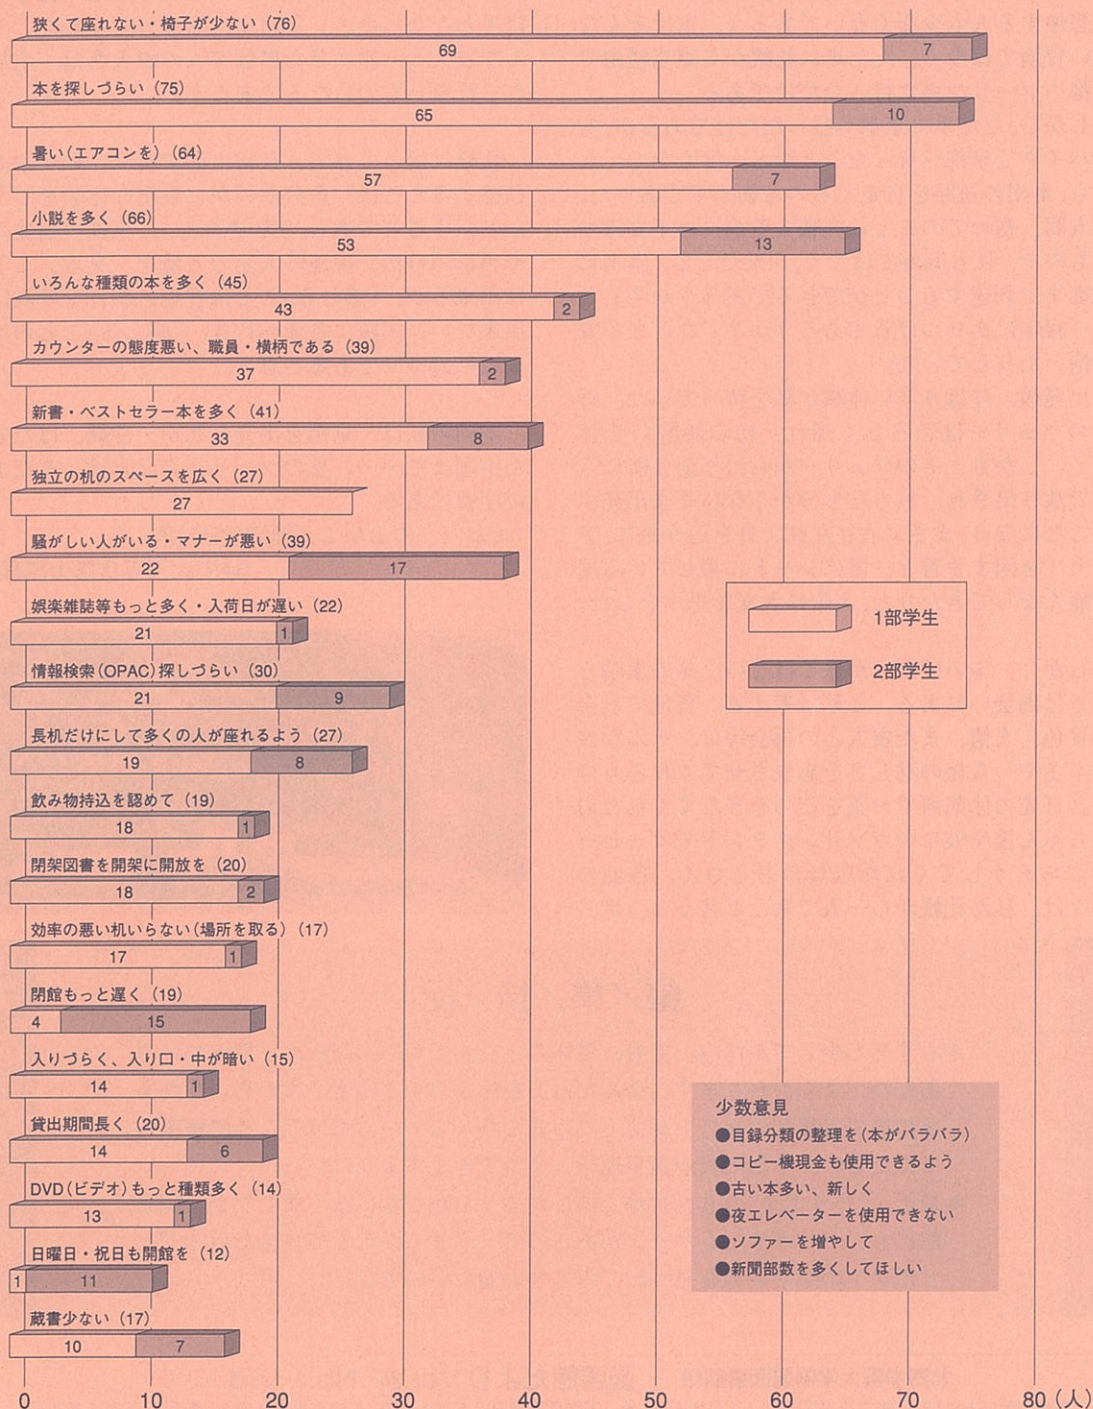 狭くて座れない・椅子が少ない（76）
69 7
本を探しづらい（75）
65 10
暑い（エアコンを）（64）
57 7
小説を多く（66）
53 13
いろんな種類の本を多く（45）
43 2
カウンターの態度悪い、職員・横柄である（39）
37 2
新書・ベストセラー本を多く（41）
33 8
独立の机のスペースを広く（27）
27
騒がしい人がいる・マナーが悪い（39）
22 17
娯楽雑誌等もっと多く・入荷日が遅い（22）
21 1
情報検索（OPAC）探しづらい（30）
21 9
長机だけにして多くの人が座れるよう（27）
19 8
飲み物持込を認めて（19）
18 1
閉架図書を開架に開放を（20）
18 2
効率の悪い机いらない（場所を取る）（17）
17 1
閉館もっと遅く（19）
4 15
入りづらく、入り口・中が暗い（15）
14 1
貸出期間長く（20）
14 6
DVD（ビデオ）もっと種類多く（14）
13 1
日曜日・祝日も開館を（12）
1 11
蔵書少ない（17）
10 7
0 10 20 30 40 50 60 70 80（人）
1部学生
2部学生
少数意見
●目録分類の整理を（本がバラバラ）
●コピー機現金も使用できるよう
●古い本多い、新しく
●夜エレベーターを使用できない
●ソファーを増やして
●新聞部数を多くしてほしい